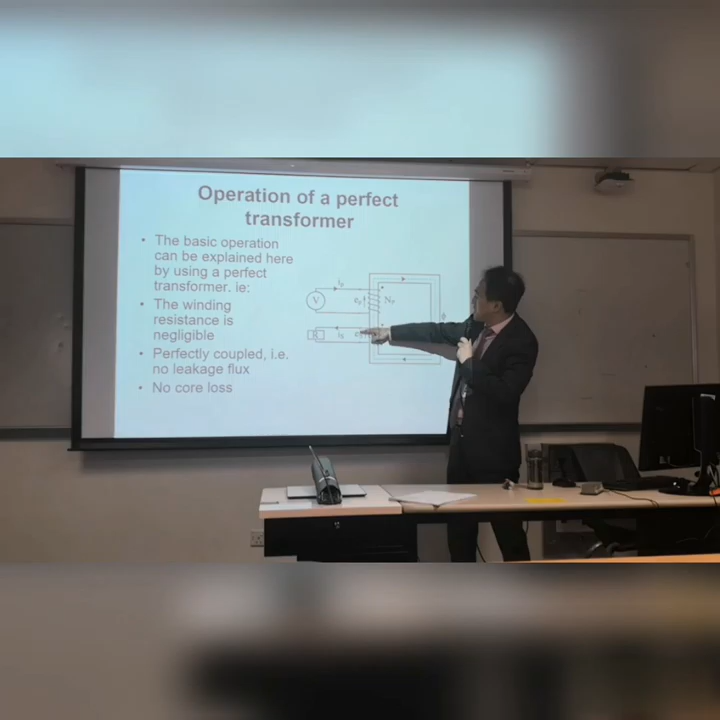 Operation of a perfect
transformer
• The basic operation
can be explained here
by using a perfect
transformer. ie:
• The winding
resistance is
negligible
• Perfectly coupled, i.e.
no leakage flux
• No core loss
V
Np